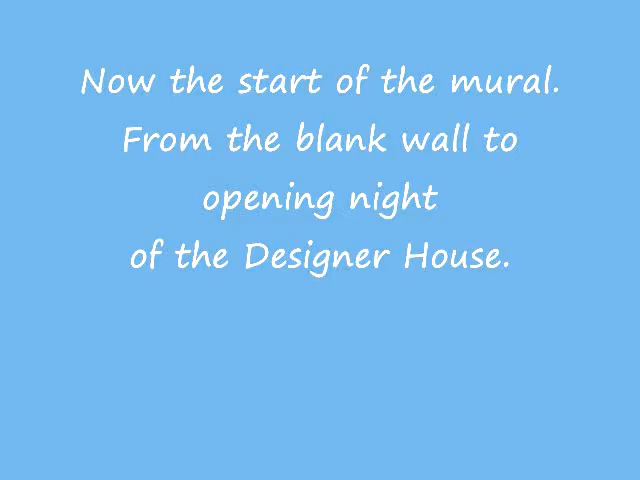 Now the start of the mural.
From the blank wall to
opening night
of the Designer House.